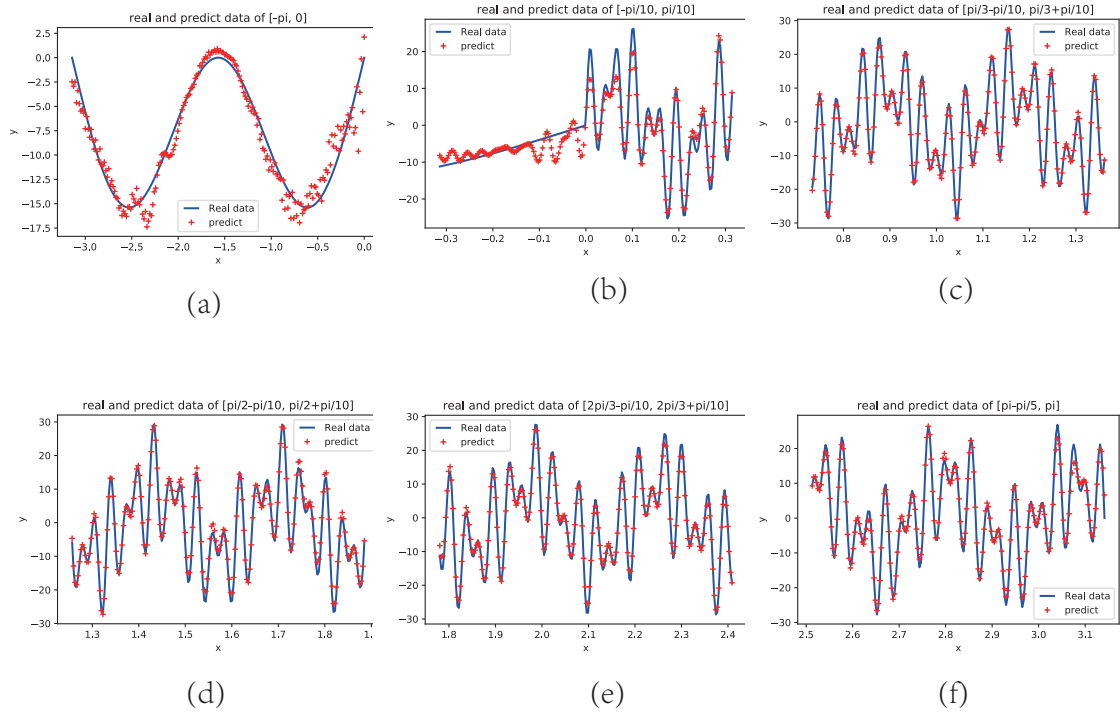 real and predict data of [-pi, 0]
2.5
0.0
−2.5
−5.0
−7.5
−10.0
−12.5
−15.0
−17.5
y
Real data
predict
−3.0 −2.5 −2.0 −1.5 −1.0 −0.5 0.0
x
(a)
real and predict data of [-pi/10, pi/10]
20
10
0
−10
−20
y
Real data
predict
−0.3 −0.2 −0.1 0.0 0.1 0.2 0.3
x
(b)
real and predict data of [pi/3-pi/10, pi/3+pi/10]
30
20
10
0
−10
−20
−30
y
Real data
predict
0.8 0.9 1.0 1.1 1.2 1.3
x
(c)
real and predict data of [pi/2-pi/10, pi/2+pi/10]
30
20
10
0
−10
−20
−30
y
Real data
predict
1.3 1.4 1.5 1.6 1.7 1.8
x
(d)
real and predict data of [2pi/3-pi/10, 2pi/3+pi/10]
30
20
10
0
−10
−20
−30
y
Real data
predict
1.8 1.9 2.0 2.1 2.2 2.3 2.4
x
(e)
real and predict data of [pi-pi/5, pi]
30
20
10
0
−10
−20
−30
y
Real data
predict
2.5 2.6 2.7 2.8 2.9 3.0 3.1
x
(f)